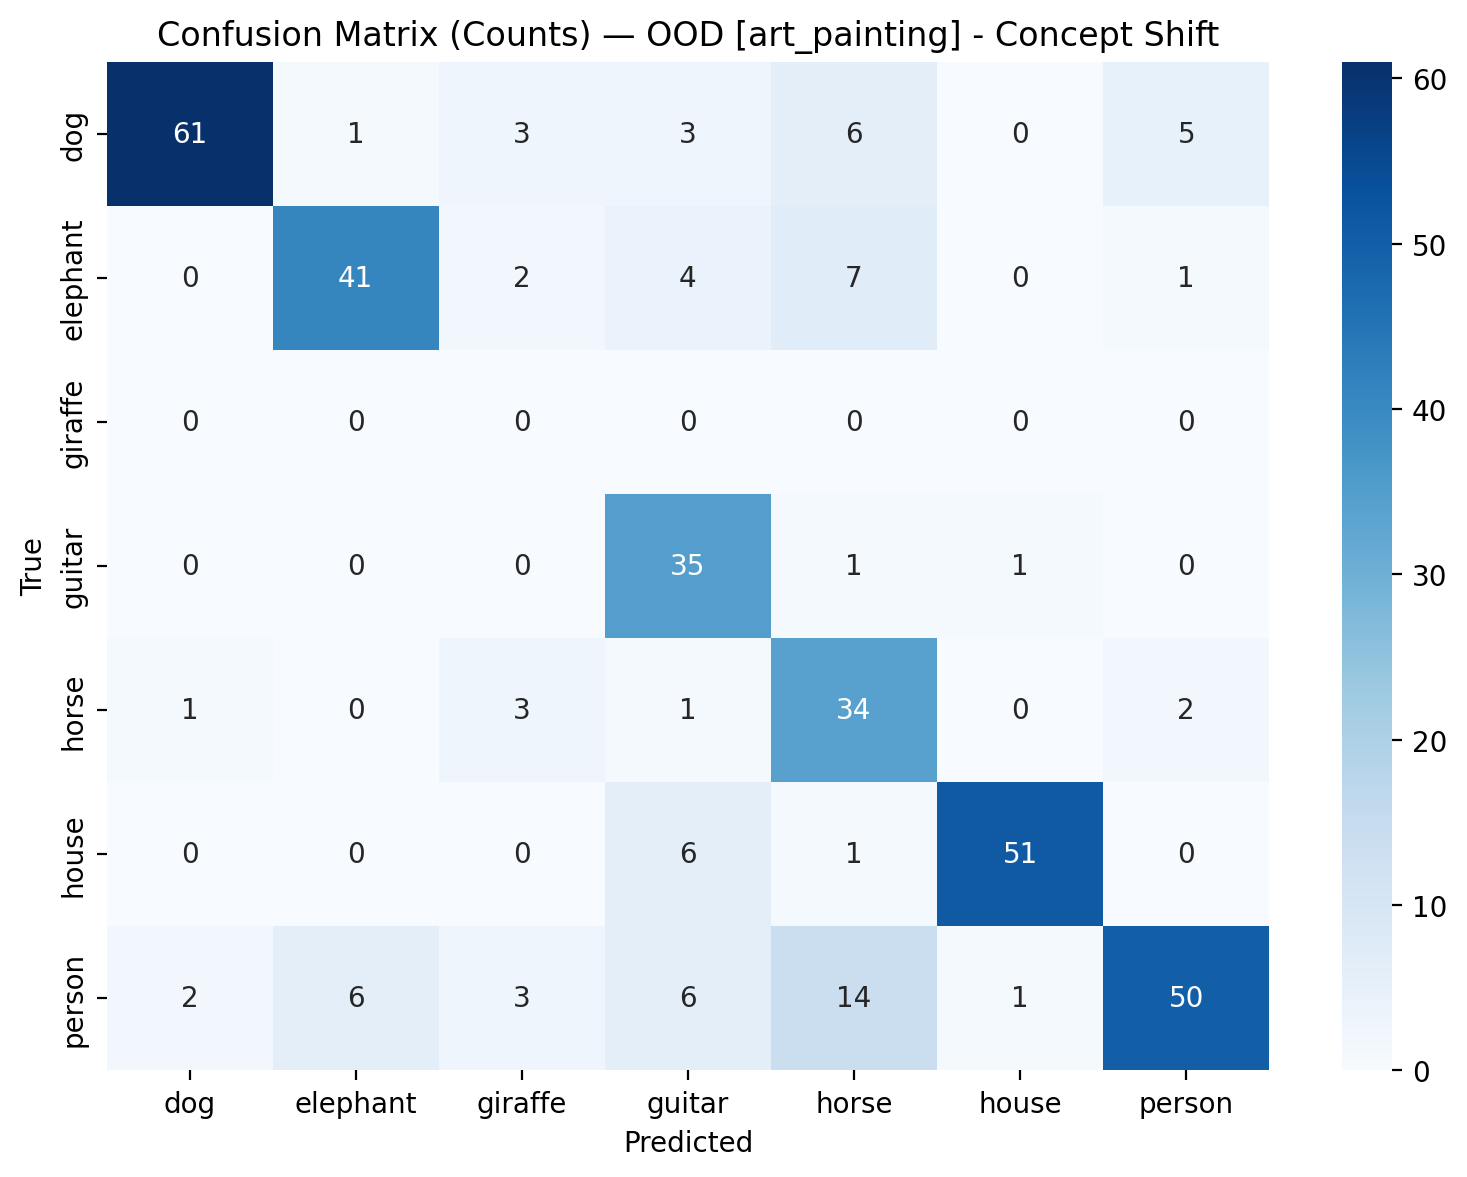 Confusion Matrix (Counts) — OOD [art_painting] - Concept Shift
dog 61 1 3 3 6 0 5
elephant 0 41 2 4 7 0 1
giraffe 0 0 0 0 0 0 0
guitar 0 0 0 35 1 1 0
horse 1 0 3 1 34 0 2
house 0 0 0 6 1 51 0
person 2 6 3 6 14 1 50
True
dog elephant giraffe guitar horse house person
Predicted
60
50
40
30
20
10
0